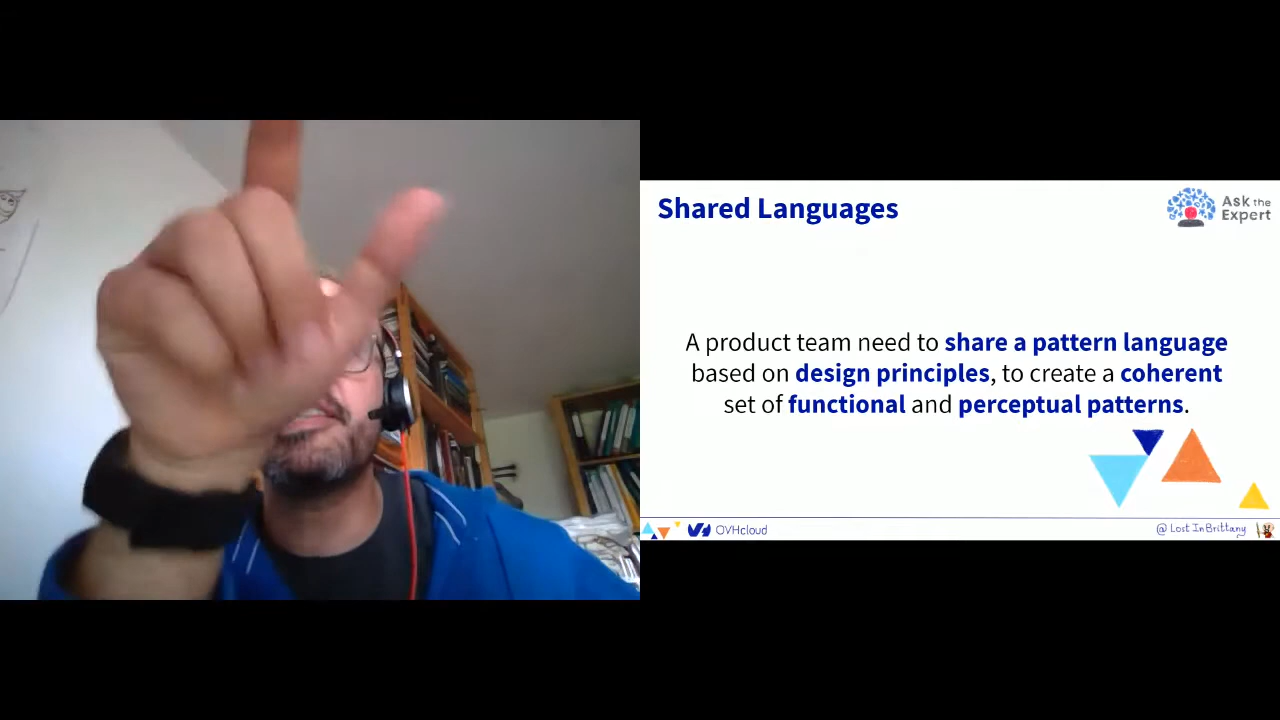 Shared Languages
Ask the
Expert
A product team need to share a pattern language
based on design principles, to create a coherent
set of functional and perceptual patterns.
OVHcloud
@LostInBrittany